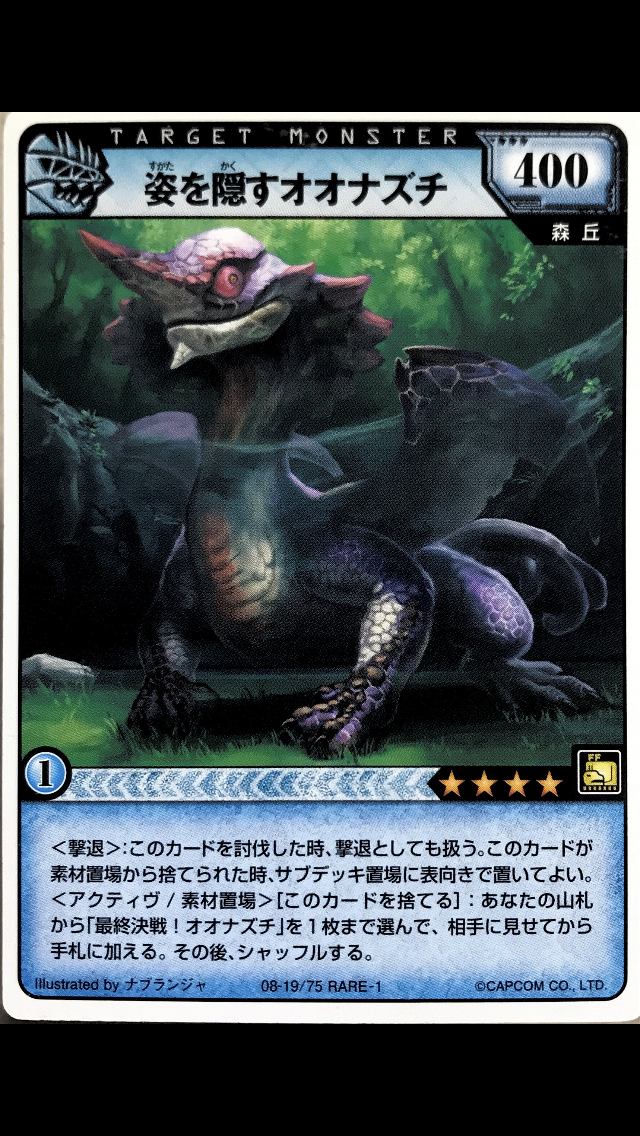 TARGET MONSTER
すがた かく
姿を隠すオオナズチ
400
森丘
1
FF
<撃退>:このカードを討伐した時、撃退としても扱う。このカードが
素材置場から捨てられた時、サブデッキ置場に表向きで置いてよい。
<アクティヴ / 素材置場>[このカードを捨てる]：あなたの山札
から「最終決戦！オオナズチ」を1枚まで選んで、相手に見せてから
手札に加える。その後、シャッフルする。
Illustrated by ナブランジャ 08-19/75 RARE-1 ©CAPCOM CO., LTD.